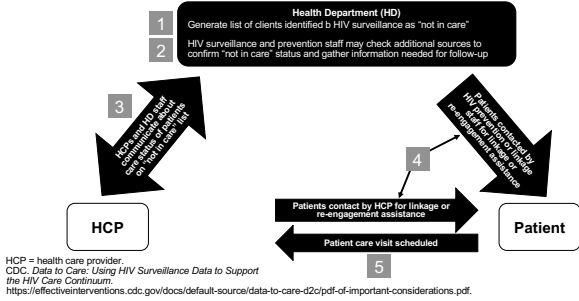 Health Department (HD)
1
Generate list of clients identified b HIV surveillance as “not in care”
2
HIV surveillance and prevention staff may check additional sources to
confirm “not in care” status and gather information needed for follow-up
3
HCPs and HD staff
communicate about
care status of patients
on “not in care” list
Patients contacted by
HIV prevention or linkage
staff for linkage or
re-engagement assistance
4
HCP
Patients contact by HCP for linkage or
re-engagement assistance
Patient
Patient care visit scheduled
5
HCP = health care provider.
CDC. Data to Care: Using HIV Surveillance Data to Support
the HIV Care Continuum.
https://effectiveinterventions.cdc.gov/docs/default-source/data-to-care-d2c/pdf-of-important-considerations.pdf.